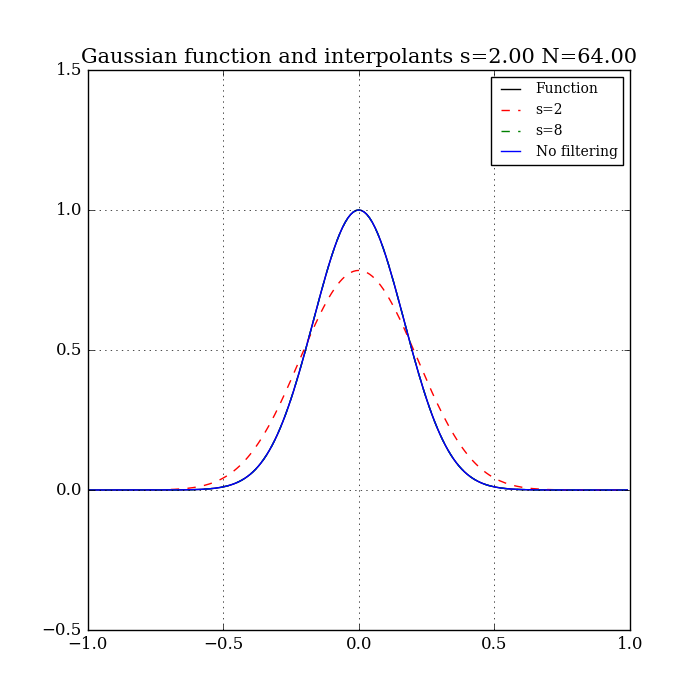 Gaussian function and interpolants s=2.00 N=64.00
1.5
Function
s=2
s=8
No filtering
1.0
0.5
0.0
−0.5
−1.0
−0.5
0.0
0.5
1.0